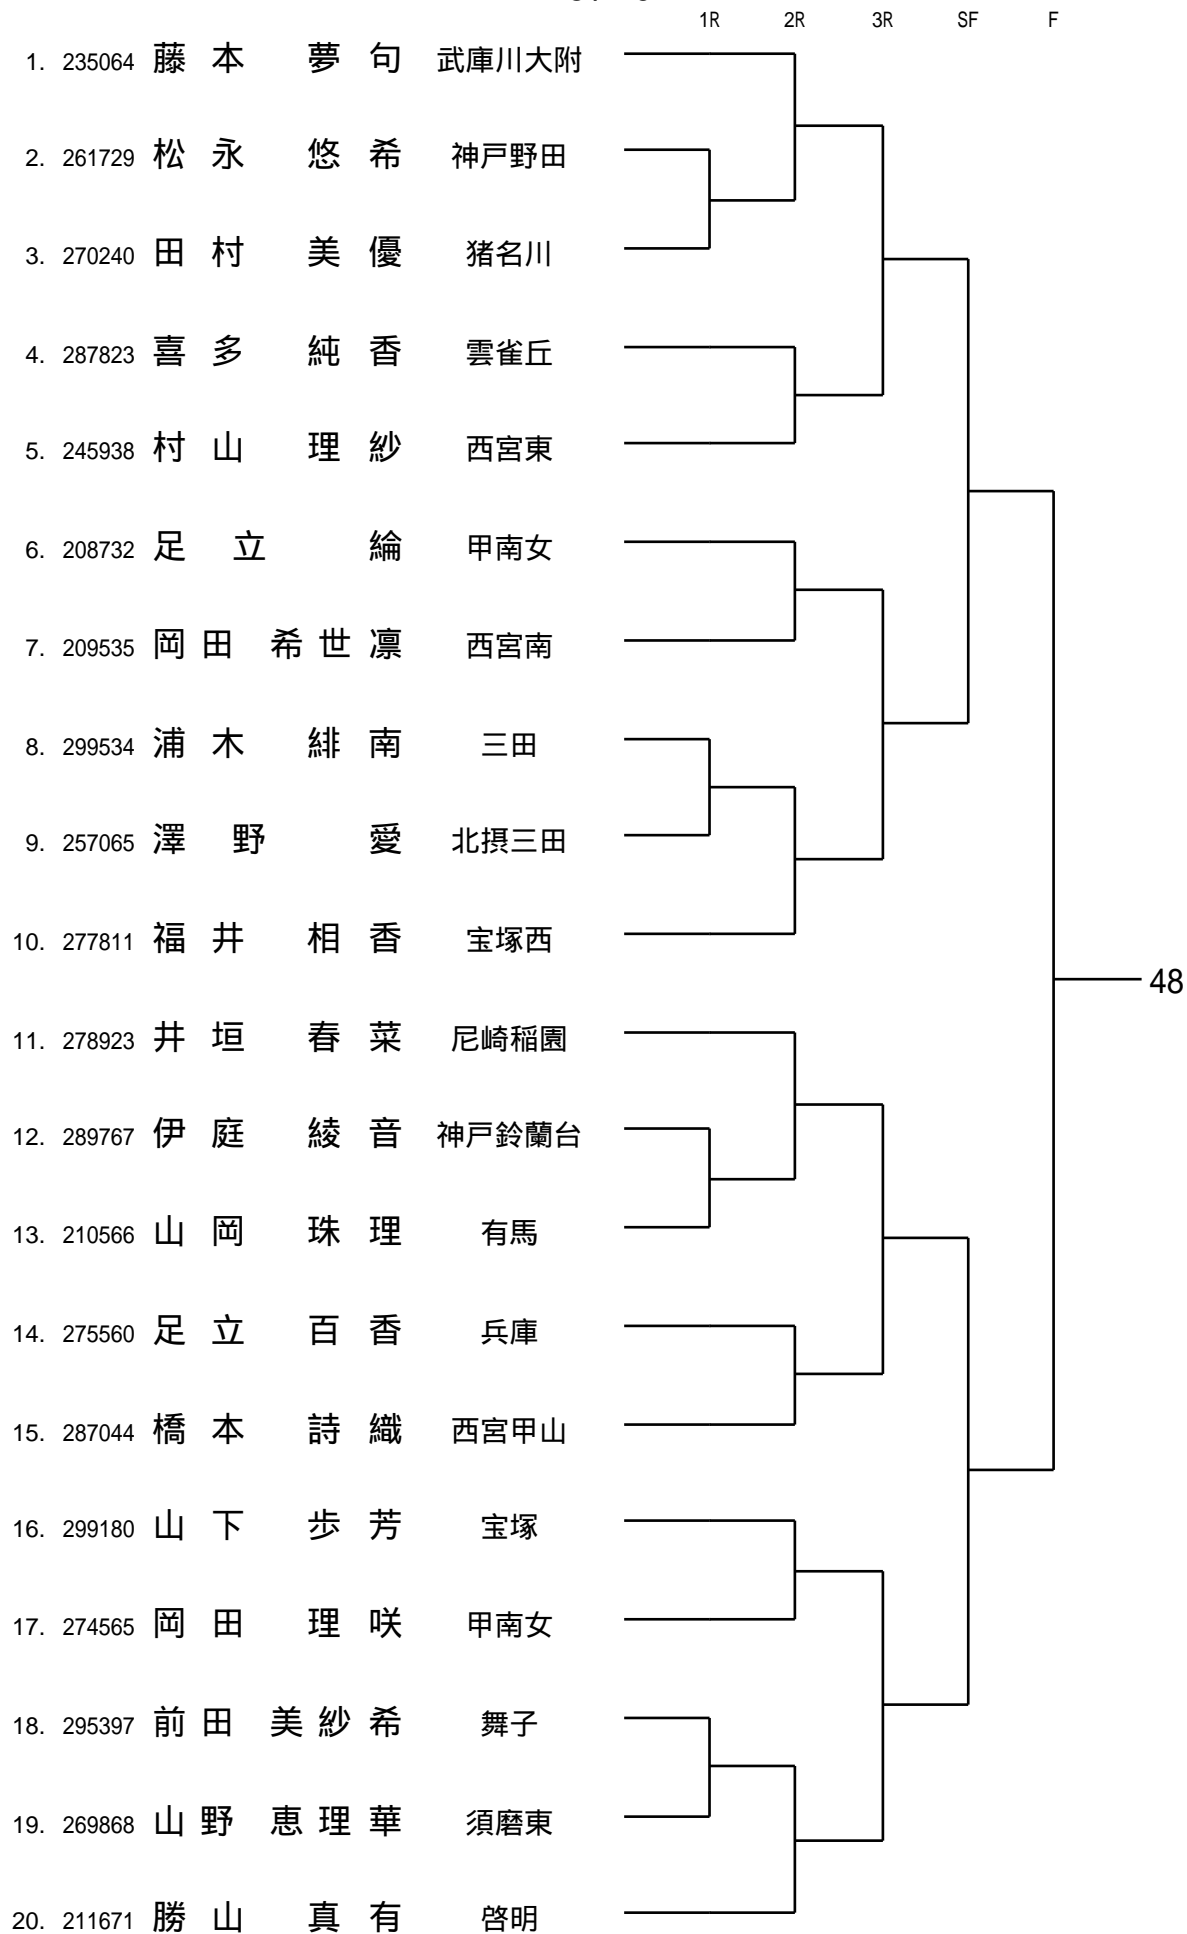 1R 2R 3R SF F
1. 235064 藤本 夢句 武庫川大附
2. 261729 松永 悠希 神戸野田
3. 270240 田村 美優 猪名川
4. 287823 喜多 純香 雲雀丘
5. 245938 村山 理紗 西宮東
6. 208732 足立 綸 甲南女
7. 209535 岡田 希世凛 西宮南
8. 299534 浦木 緋南 三田
9. 257065 澤野 愛 北摂三田
10. 277811 福井 相香 宝塚西
48
11. 278923 井垣 春菜 尼崎稲園
12. 289767 伊庭 綾音 神戸鈴蘭台
13. 210566 山岡 珠理 有馬
14. 275560 足立 百香 兵庫
15. 287044 橋本 詩織 西宮甲山
16. 299180 山下 歩芳 宝塚
17. 274565 岡田 理咲 甲南女
18. 295397 前田 美紗希 舞子
19. 269868 山野 恵理華 須磨東
20. 211671 勝山 真有 啓明